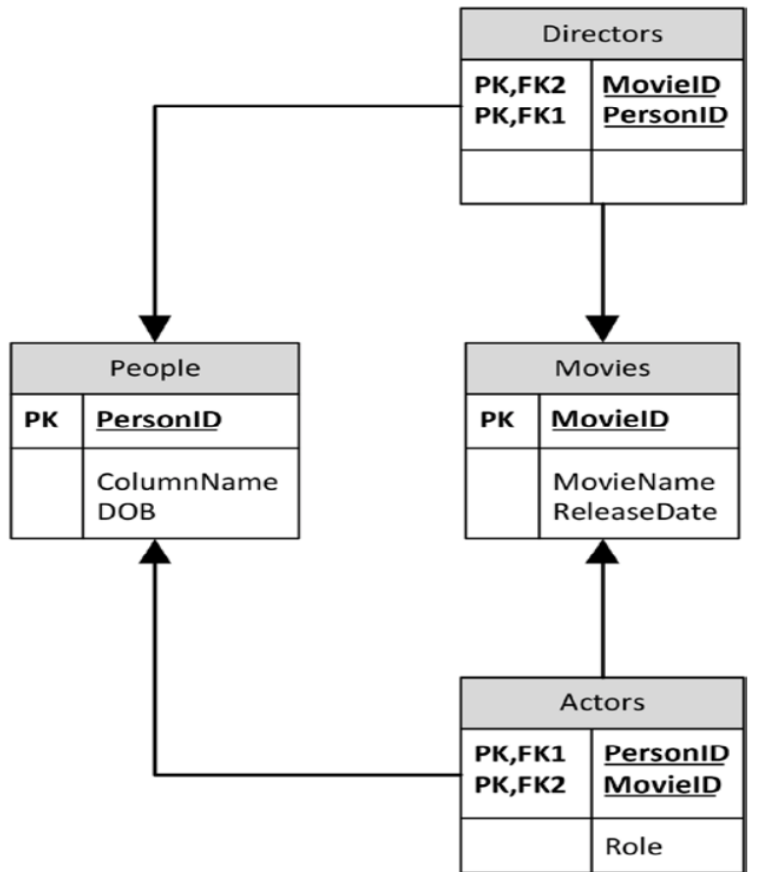 Directors
PK,FK2 MovieID
PK,FK1 PersonID
People
PK PersonID
ColumnName
DOB
Movies
PK MovieID
MovieName
ReleaseDate
Actors
PK,FK1 PersonID
PK,FK2 MovieID
Role